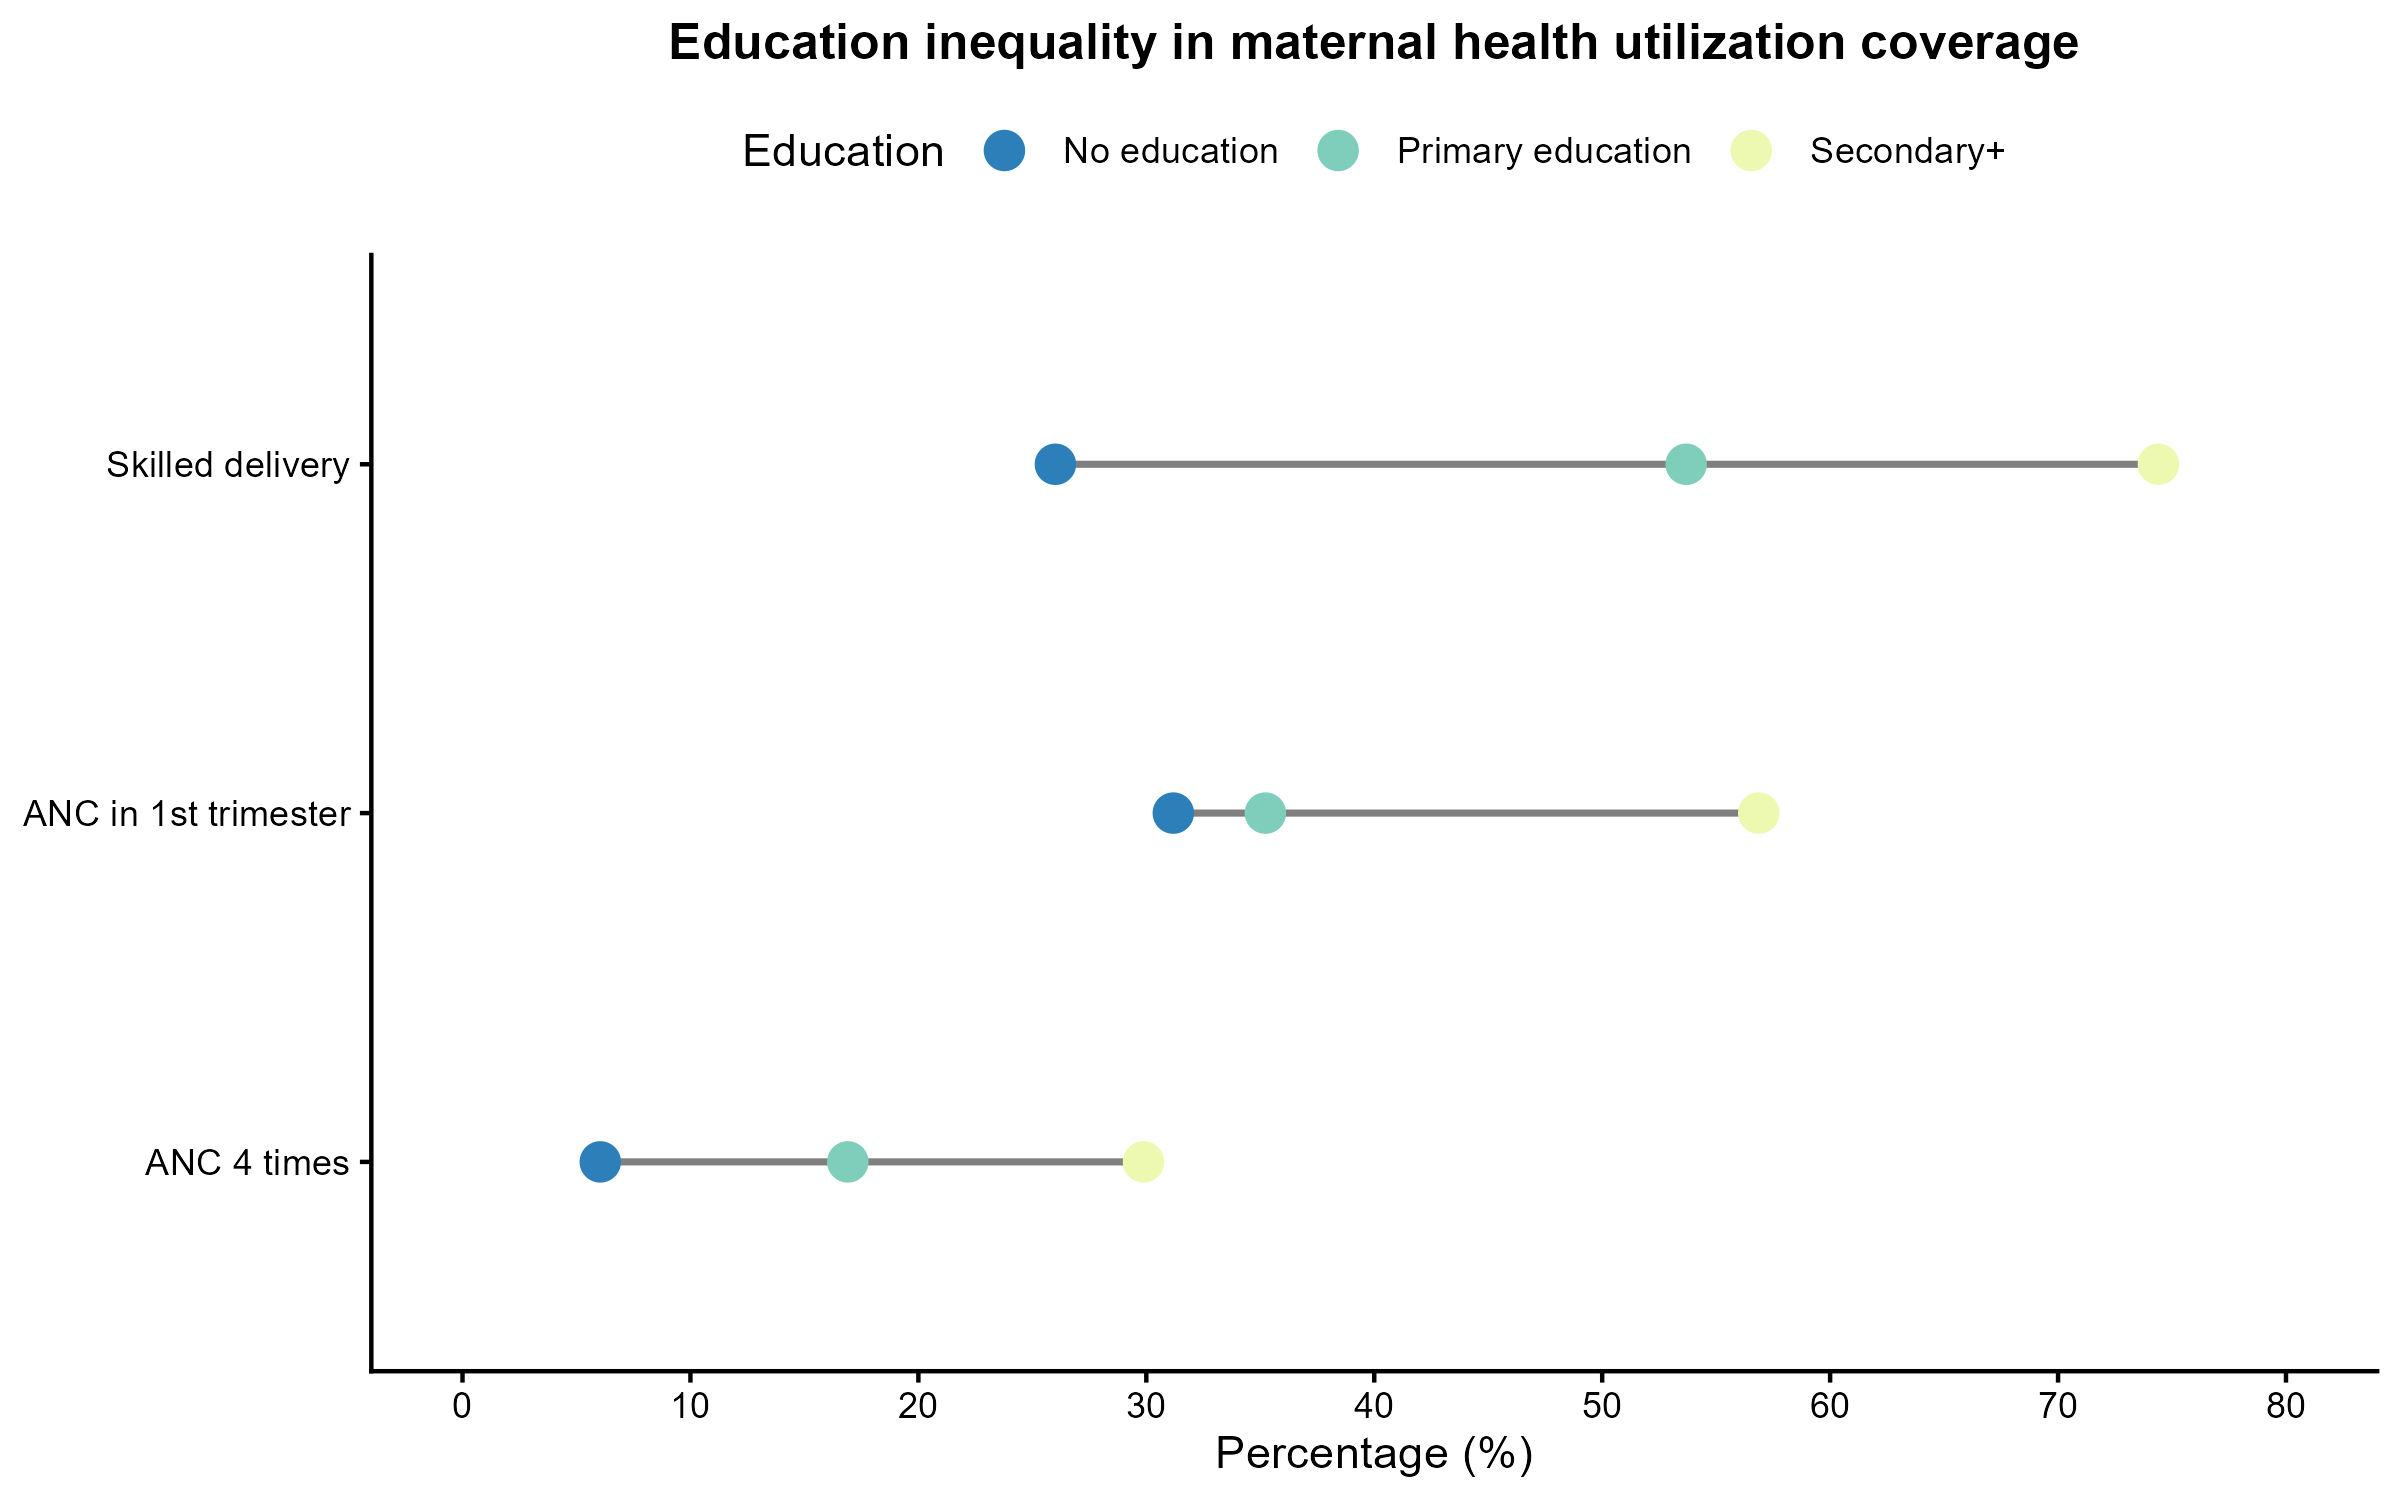 Education inequality in maternal health utilization coverage
Education No education Primary education Secondary+
Skilled delivery
ANC in 1st trimester
ANC 4 times
0 10 20 30 40 50 60 70 80
Percentage (%)